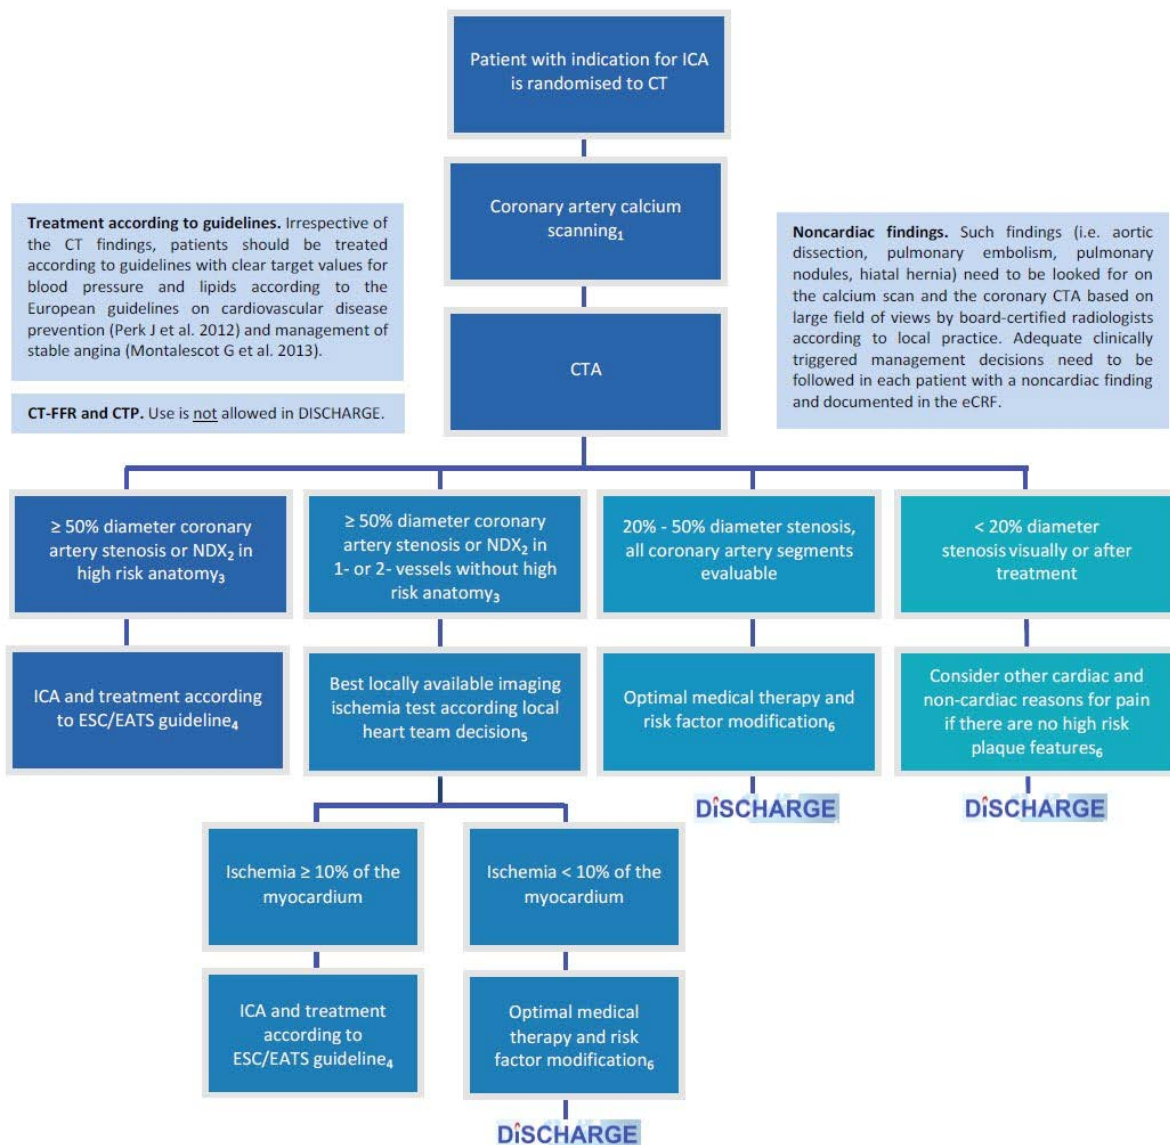 Patient with indication for ICA
is randomised to CT
Coronary artery calcium
scanning₁
Treatment according to guidelines. Irrespective
of the CT findings, patients should be treated
according to guidelines with clear target values for
blood pressure and lipids according to the
European guidelines on cardiovascular disease
prevention (Perk J et al. 2012) and management of
stable angina (Montalescot G et al. 2013).
CT-FFR and CTP. Use is not allowed in DISCHARGE.
Noncardiac findings. Such findings (i.e. aortic
dissection, pulmonary embolism, pulmonary
nodules, hiatal hernia) need to be looked for on
the calcium scan and the coronary CTA based on
large field of views by board-certified radiologists
according to local practice. Adequate clinically
triggered management decisions need to be
followed in each patient with a noncardiac finding
and documented in the eCRF.
CTA
≥ 50% diameter coronary
artery stenosis or NDX₂ in
high risk anatomy₃
≥ 50% diameter coronary
artery stenosis or NDX₂ in
1- or 2- vessels without high
risk anatomy₃
20% - 50% diameter stenosis,
all coronary artery segments
evaluable
< 20% diameter
stenosis visually or after
treatment
ICA and treatment according
to ESC/EATS guideline₄
Best locally available imaging
ischemia test according local
heart team decision₅
Optimal medical therapy and
risk factor modification₆
Consider other cardiac and
non-cardiac reasons for pain
if there are no high risk
plaque features₆
DISCHARGE
DISCHARGE
Ischemia ≥ 10% of the
myocardium
Ischemia < 10% of the
myocardium
ICA and treatment
according to
ESC/EATS guideline₄
Optimal medical
therapy and risk
factor modification₆
DISCHARGE